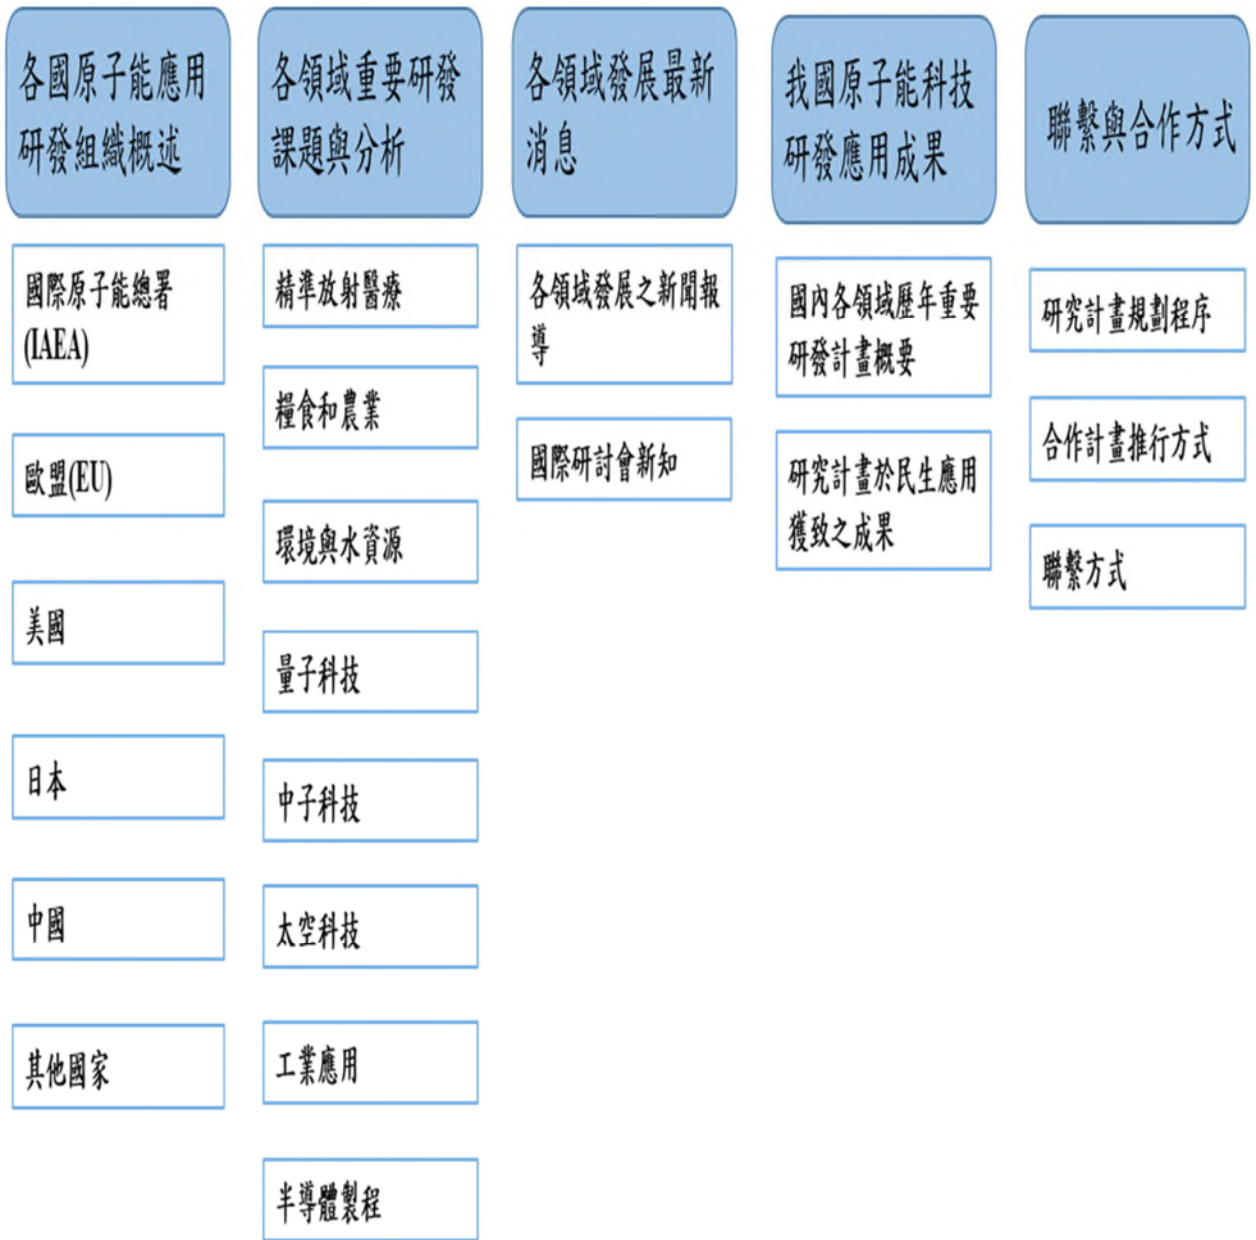 各國原子能應用
研發組織概述
國際原子能總署
(IAEA)
歐盟(EU)
美國
日本
中國
其他國家
各領域重要研發
課題與分析
精準放射醫療
糧食和農業
環境與水資源
量子科技
中子科技
太空科技
工業應用
半導體製程
各領域發展最新
消息
各領域發展之新聞報
導
國際研討會新知
我國原子能科技
研發應用成果
國內各領域歷年重要
研發計畫概要
研究計畫於民生應用
獲致之成果
聯繫與合作方式
研究計畫規劃程序
合作計畫推行方式
聯繫方式